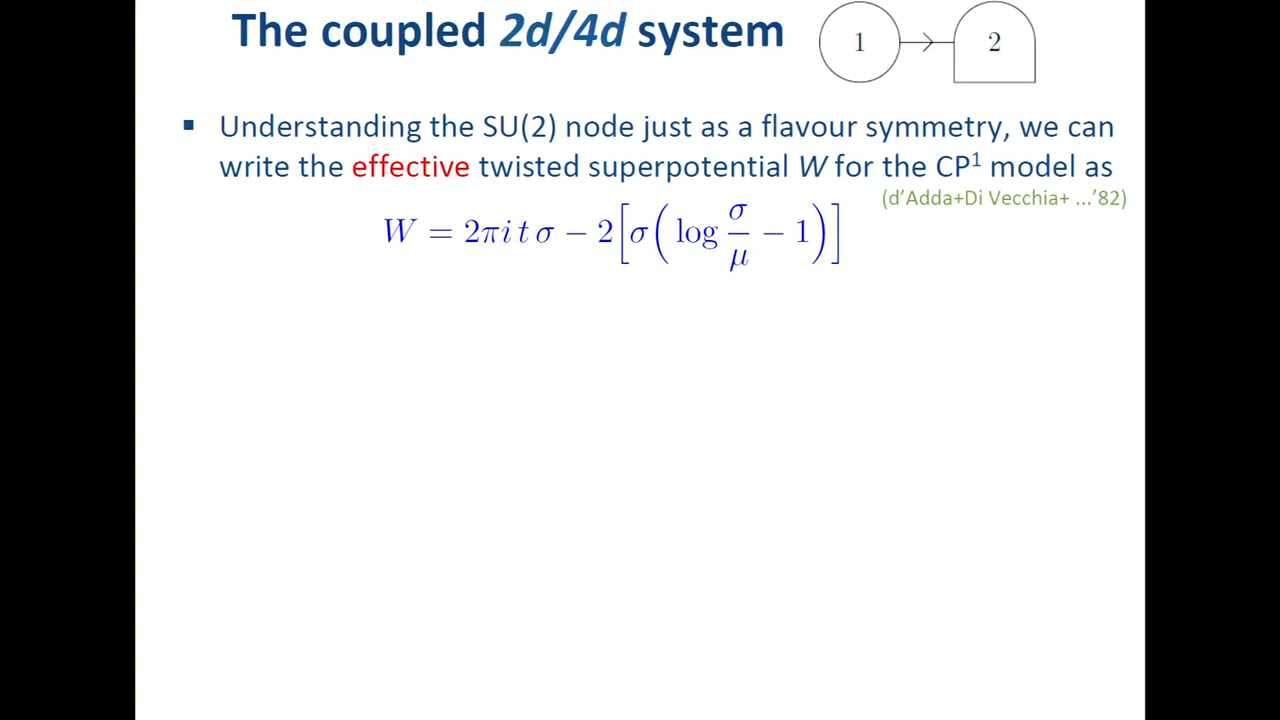 The coupled 2d/4d system
1
2
▪ Understanding the SU(2) node just as a flavour symmetry, we can
write the effective twisted superpotential W for the CP¹ model as
(d’Adda+Di Vecchia+ ...’82)
W = 2πi t σ − 2[σ(log σ/μ − 1)]